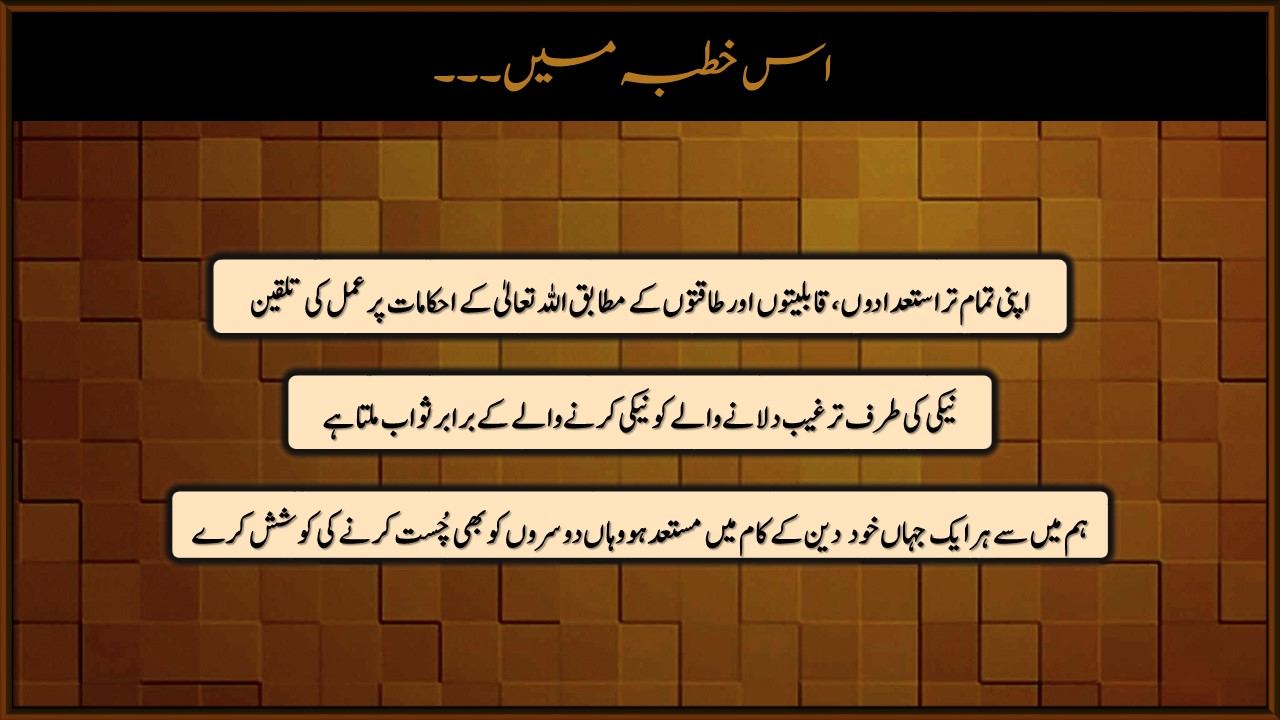 اس خطبہ میں۔۔۔
اپنی تمام تر استعدادوں، قابلیتوں اور طاقتوں کے مطابق اللہ تعالیٰ کے احکامات پر عمل کی تلقین
نیکی کی طرف ترغیب دلانے والے کو نیکی کرنے والے کے برابر ثواب ملتا ہے
ہم میں سے ہر ایک جہاں خود دین کے کام میں مستعد ہو وہاں دوسروں کو بھی چُست کرنے کی کوشش کرے